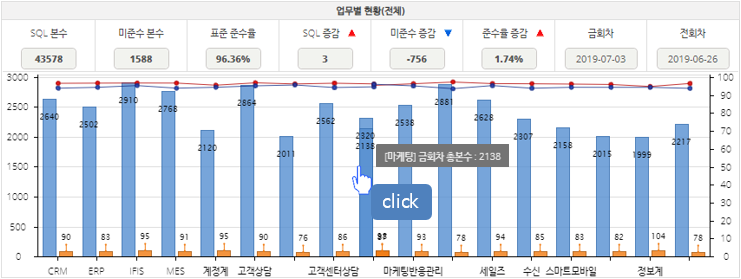 업무별 현황(전체)
SQL 본수 미준수 본수 표준 준수율 SQL 증감 ▲ 미준수 증감 ▼ 준수율 증감 ▲ 금회차 전회차
43578 1588 96.36% 3 -756 1.74% 2019-07-03 2019-06-26
3000 100
90
2500 80
70
2000 60
1500 50
40
1000 30
500 20
10
0 0
2640 2502 2910 2768 2120 2864 2011 2562 2320 2138 2538 2881 2628 2307 2158 2015 1999 2217
[마케팅] 금회차 총본수 : 2138
click
90 83 95 91 95 90 76 86 93 78 94 85 83 82 104 78
CRM ERP IFIS MES 계정계 고객상담 고객센터상담 마케팅반응관리 세일즈 수신 스마트모바일 정보계